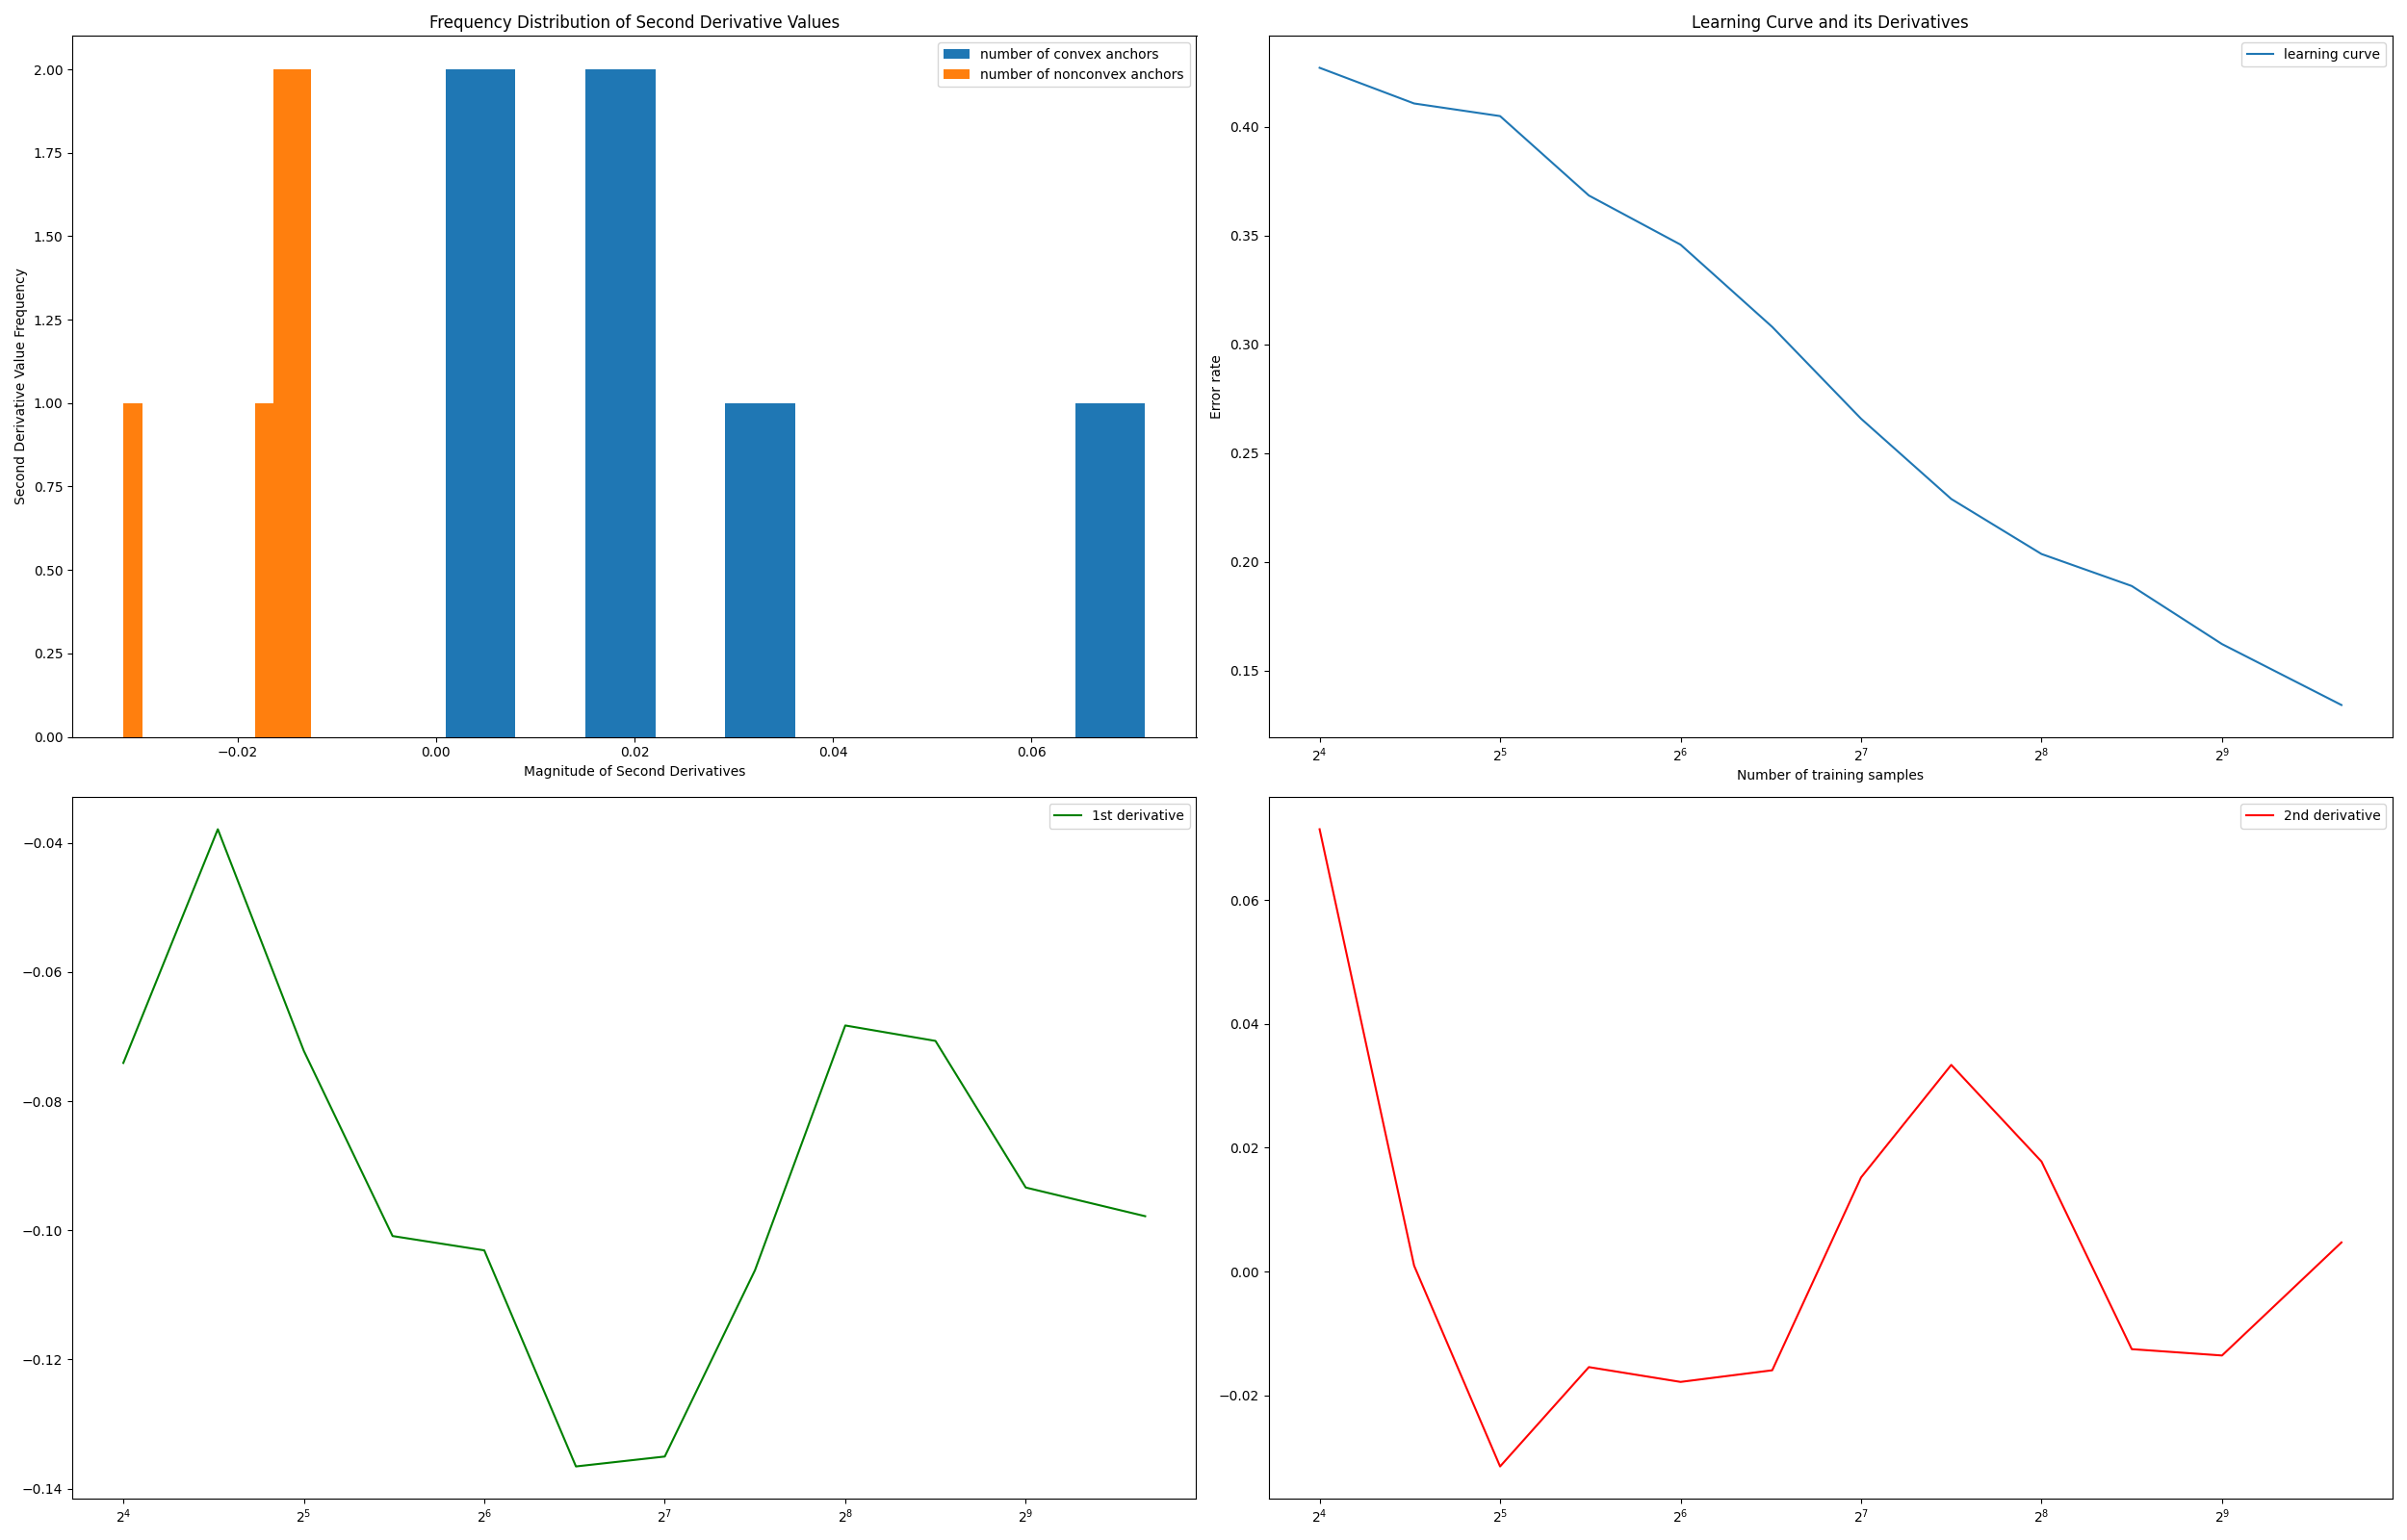 Frequency Distribution of Second Derivative Values
number of convex anchors
number of nonconvex anchors
2.00
1.75
1.50
1.25
1.00
0.75
0.50
0.25
0.00
Second Derivative Value Frequency
−0.02 0.00 0.02 0.04 0.06
Magnitude of Second Derivatives
Learning Curve and its Derivatives
learning curve
0.40
0.35
0.30
0.25
0.20
0.15
Error rate
2⁴ 2⁵ 2⁶ 2⁷ 2⁸ 2⁹
Number of training samples
1st derivative
−0.04
−0.06
−0.08
−0.10
−0.12
−0.14
2⁴ 2⁵ 2⁶ 2⁷ 2⁸ 2⁹
2nd derivative
0.06
0.04
0.02
0.00
−0.02
2⁴ 2⁵ 2⁶ 2⁷ 2⁸ 2⁹